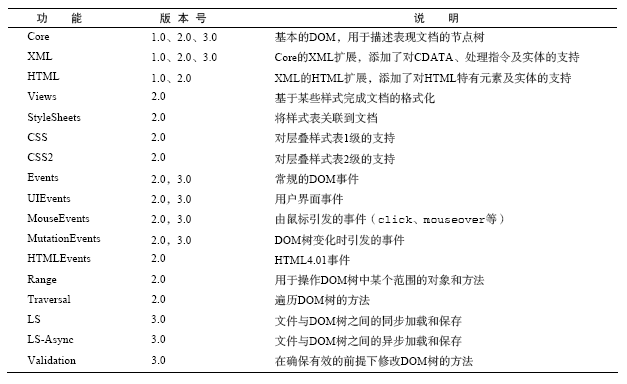 功 能 版 本 号 说 明
Core 1.0、2.0、3.0 基本的DOM，用于描述表现文档的节点树
XML 1.0、2.0、3.0 Core的XML扩展，添加了对CDATA、处理指令及实体的支持
HTML 1.0、2.0 XML的HTML扩展，添加了对HTML特有元素及实体的支持
Views 2.0 基于某些样式完成文档的格式化
StyleSheets 2.0 将样式表关联到文档
CSS 2.0 对层叠样式表1级的支持
CSS2 2.0 对层叠样式表2级的支持
Events 2.0，3.0 常规的DOM事件
UIEvents 2.0，3.0 用户界面事件
MouseEvents 2.0，3.0 由鼠标引发的事件（click、mouseover等）
MutationEvents 2.0，3.0 DOM树变化时引发的事件
HTMLEvents 2.0 HTML4.01事件
Range 2.0 用于操作DOM树中某个范围的对象和方法
Traversal 2.0 遍历DOM树的方法
LS 3.0 文件与DOM树之间的同步加载和保存
LS-Async 3.0 文件与DOM树之间的异步加载和保存
Validation 3.0 在确保有效的前提下修改DOM树的方法